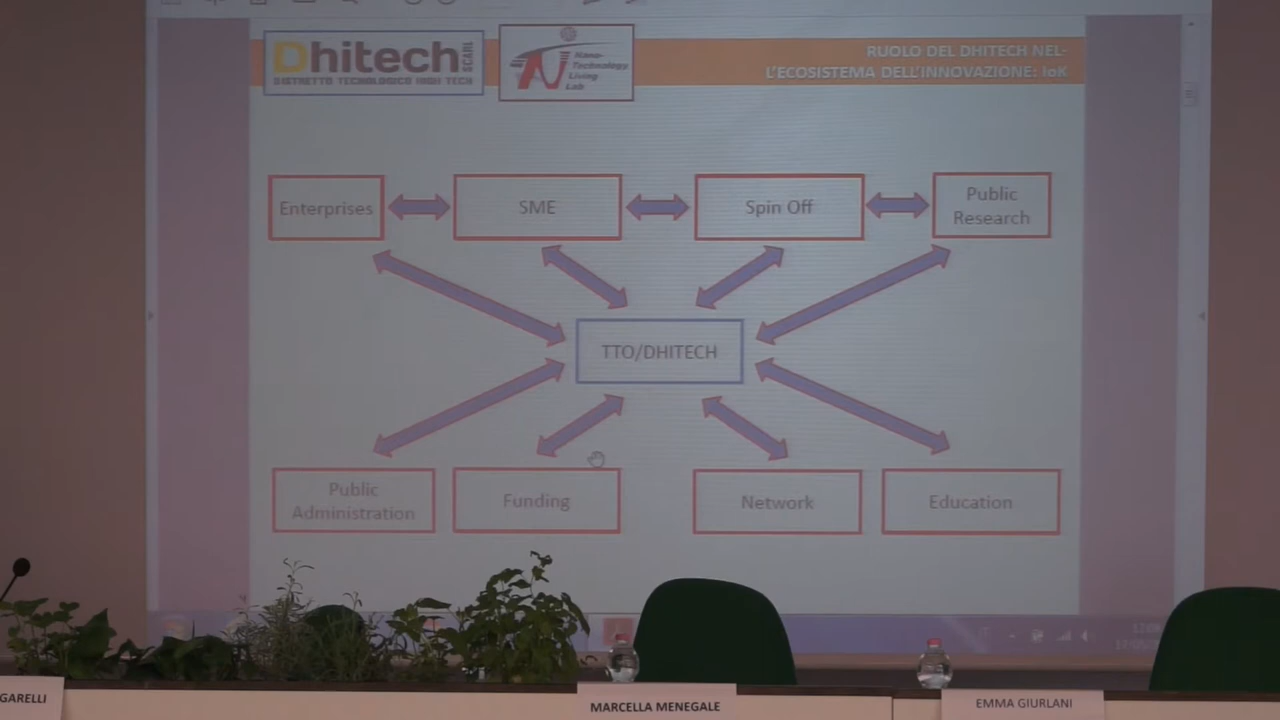 Dhitech
SCARL
DISTRETTO TECNOLOGICO HIGH TECH
Nano-
Technology
Living
Lab
RUOLO DEL DHITECH NEL-
L'ECOSISTEMA DELL'INNOVAZIONE: IoK
Enterprises
SME
Spin Off
Public
Research
TTO/DHITECH
Public
Administration
Funding
Network
Education
GARELLI
MARCELLA MENEGALE
EMMA GIURLANI